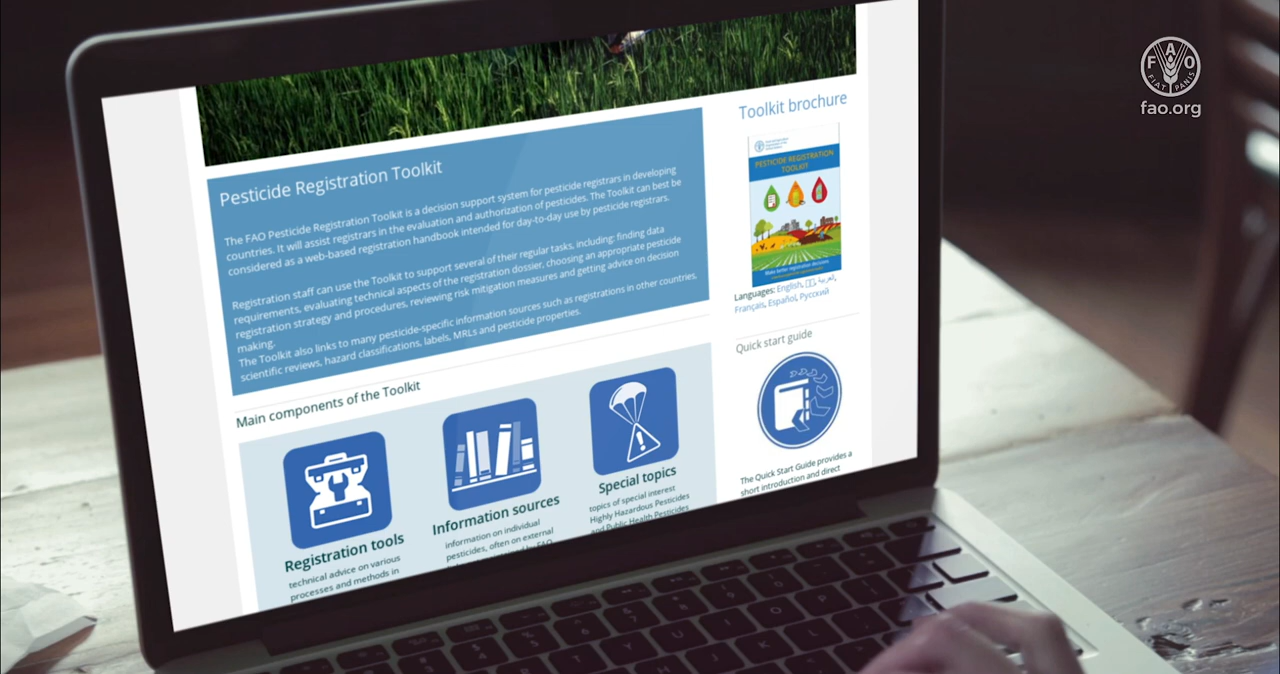 FAO
FIAT PANIS
fao.org
Pesticide Registration Toolkit
The FAO Pesticide Registration Toolkit is a decision support system for pesticide registrars in developing
countries. It will assist registrars in the evaluation and authorization of pesticides. The Toolkit can best be
considered as a web-based registration handbook intended for day-to-day use by pesticide registrars.
Registration staff can use the Toolkit to support several of their regular tasks, including: finding data
requirements, evaluating technical aspects of the registration dossier, choosing an appropriate pesticide
registration strategy and procedures, reviewing risk mitigation measures and getting advice on decision
making.
The Toolkit also links to many pesticide-specific information sources such as registrations in other countries,
scientific reviews, hazard classifications, labels, MRLs and pesticide properties.
Main components of the Toolkit
Registration tools
technical advice on various
processes and methods in
Information sources
information on individual
pesticides, often on external
Special topics
topics of special interest
Highly Hazardous Pesticides
and Public Health Pesticides
Toolkit brochure
PESTICIDE REGISTRATION
TOOLKIT
Make better registration decisions
Languages: English, العربية,
Français, Español, Русский
Quick start guide
The Quick Start Guide provides a
short introduction and direct